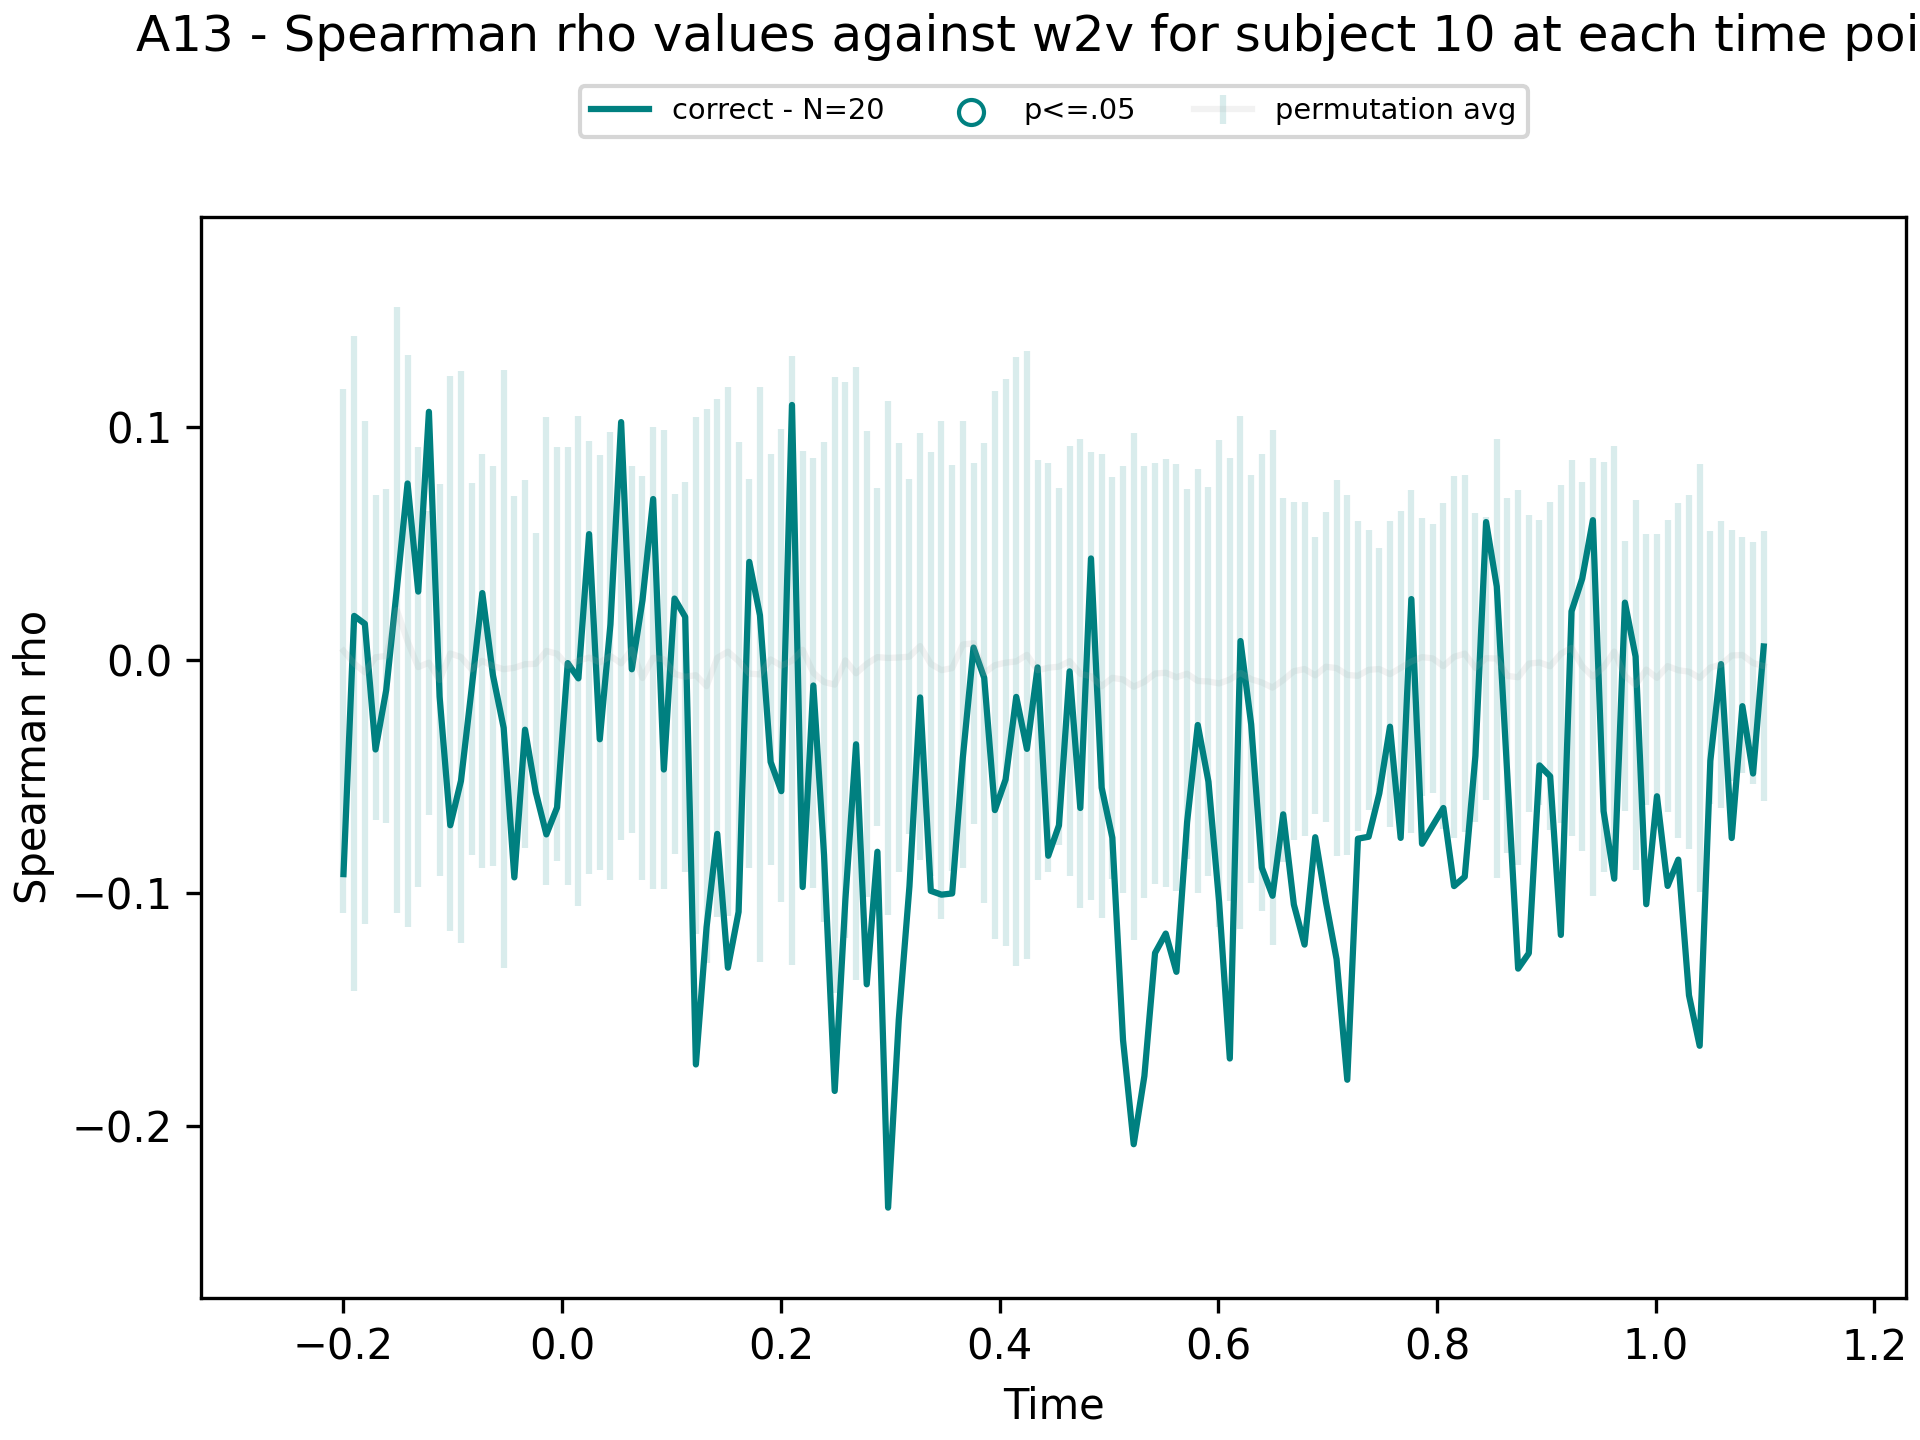 A13 - Spearman rho values against w2v for subject 10 at each time poi
correct - N=20 p<=.05 permutation avg
Spearman rho
0.1
0.0
−0.1
−0.2
−0.2 0.0 0.2 0.4 0.6 0.8 1.0 1.2
Time